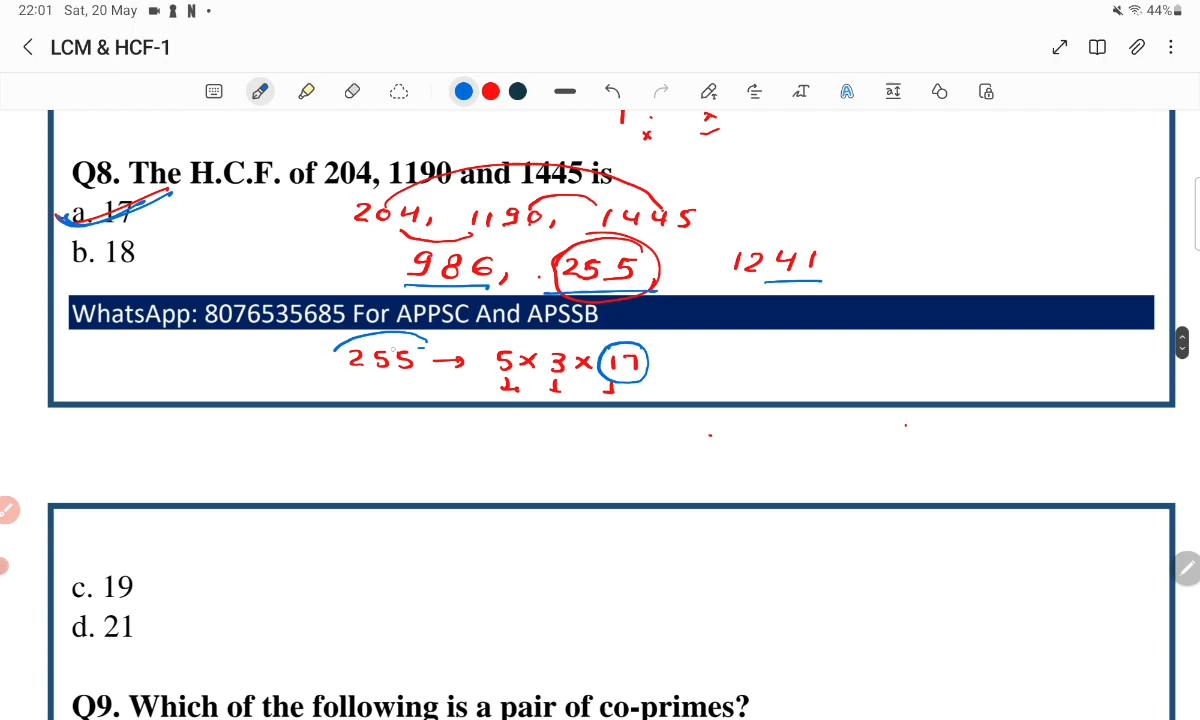 22:01 Sat, 20 May N 44%
LCM & HCF-1
Q8. The H.C.F. of 204, 1190 and 1445 is
a. 17
204, 1190, 1445
b. 18
986, 255 1241
WhatsApp: 8076535685 For APPSC And APSSB
255 → 5 × 3 × 17
c. 19
d. 21
Q9. Which of the following is a pair of co-primes?